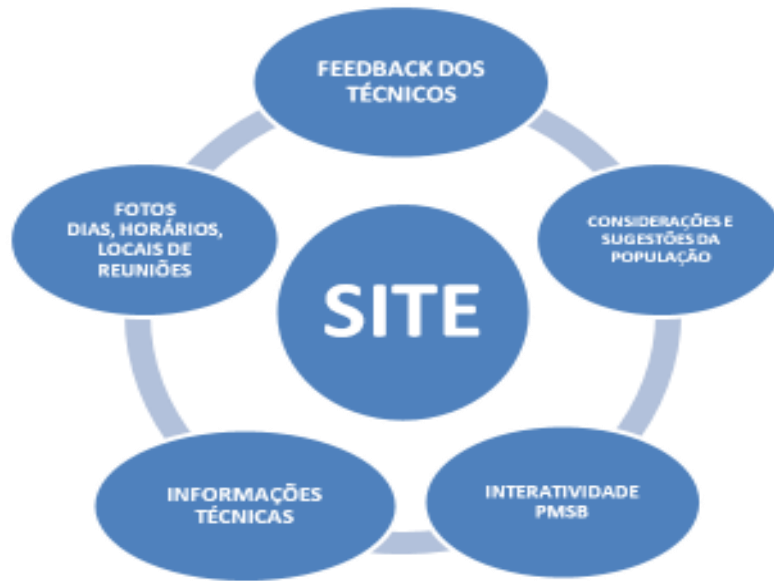 FEEDBACK DOS
TÉCNICOS
FOTOS
DIAS, HORÁRIOS,
LOCAIS DE
REUNIÕES
CONSIDERAÇÕES E
SUGESTÕES DA
POPULAÇÃO
SITE
INFORMAÇÕES
TÉCNICAS
INTERATIVIDADE
PMSB